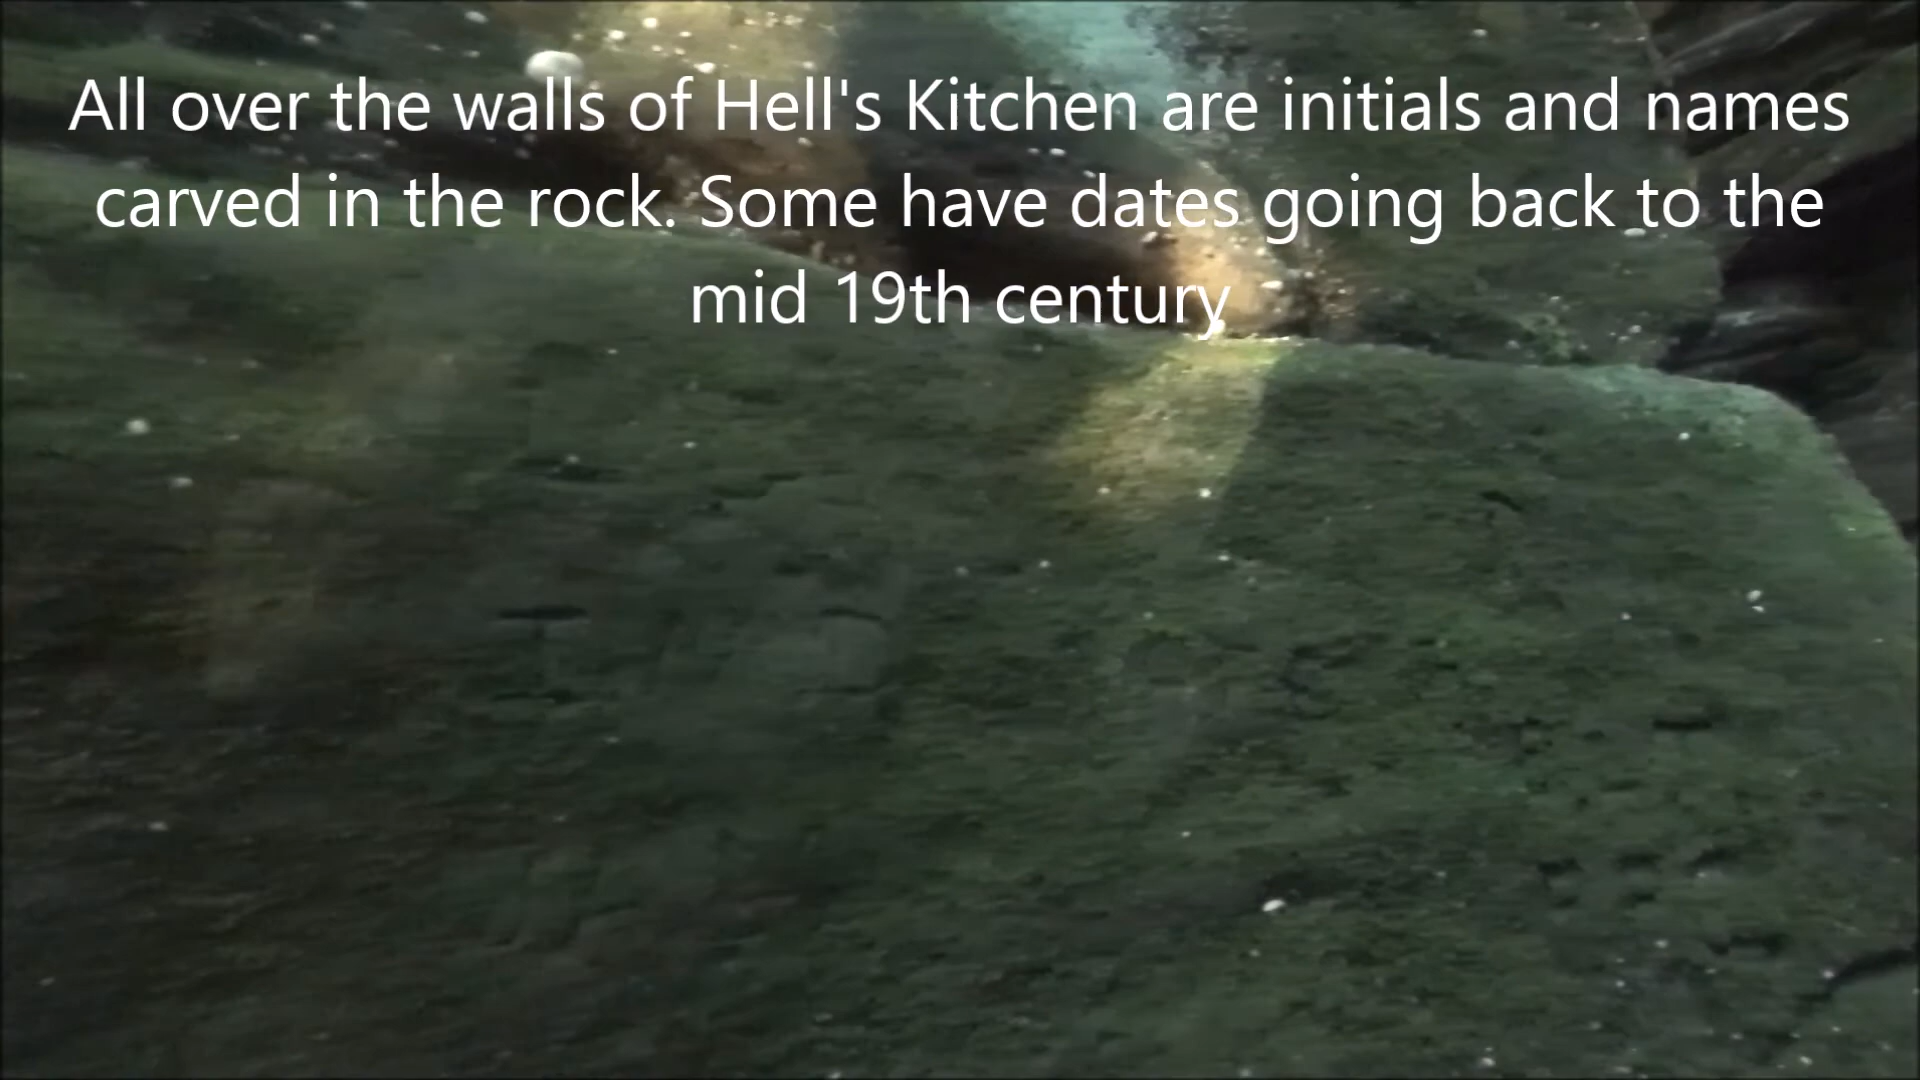 All over the walls of Hell's Kitchen are initials and names
carved in the rock. Some have dates going back to the
mid 19th century